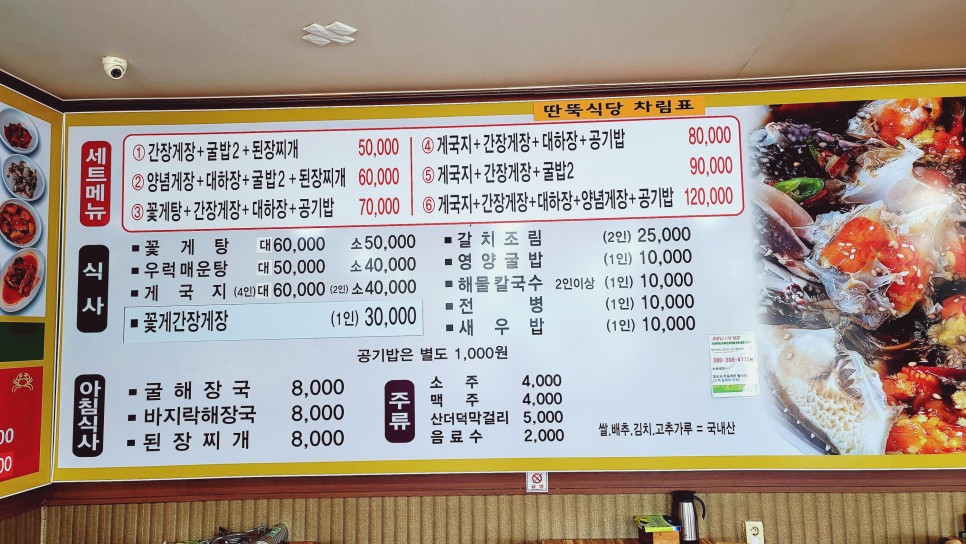 딴뚝식당 차림표
세트메뉴
① 간장게장+굴밥2+된장찌개 50,000
② 양념게장+대하장+굴밥2+된장찌개 60,000
③ 꽃게탕+간장게장+대하장+공기밥 70,000
④ 게국지+간장게장+대하장+공기밥 80,000
⑤ 게국지+간장게장+굴밥2 90,000
⑥ 게국지+간장게장+대하장+양념게장+공기밥 120,000
식사
▪ 꽃게탕 대 60,000 소 50,000
▪ 우럭매운탕 대 50,000 소 40,000
▪ 게국지 (4인) 대 60,000 (2인) 소 40,000
▪ 꽃게간장게장 (1인) 30,000
▪ 갈치조림 (2인) 25,000
▪ 영양굴밥 (1인) 10,000
▪ 해물칼국수 2인이상 (1인) 10,000
▪ 전병 (1인) 10,000
▪ 새우밥 (1인) 10,000
공기밥은 별도 1,000원
아침식사
▪ 굴해장국 8,000
▪ 바지락해장국 8,000
▪ 된장찌개 8,000
주류
소주 4,000
맥주 4,000
산더덕막걸리 5,000
음료수 2,000
쌀.배추.김치.고추가루 = 국내산
금연